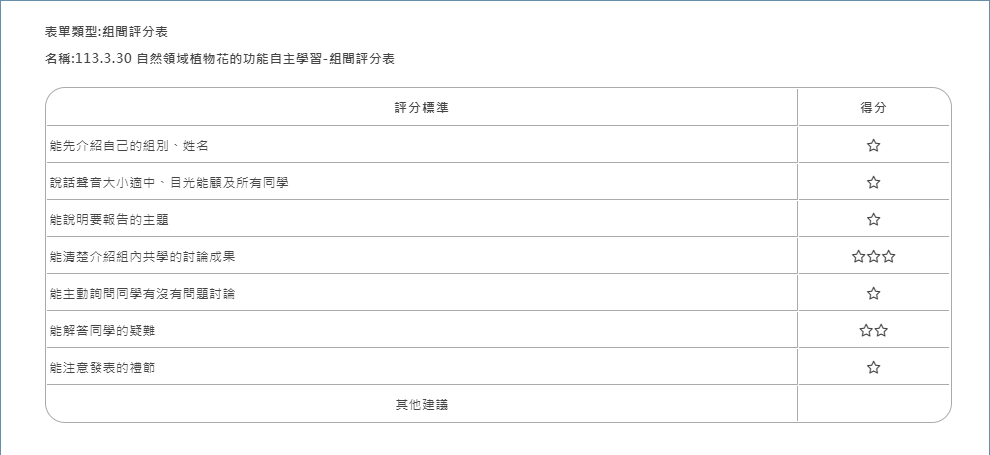 表單類型:組間評分表
名稱:113.3.30 自然領域植物花的功能自主學習-組間評分表
評分標準 得分
能先介紹自己的組別、姓名 ☆
說話聲音大小適中、目光能顧及所有同學 ☆
能說明要報告的主題 ☆
能清楚介紹組內共學的討論成果 ☆☆☆
能主動詢問同學有沒有問題討論 ☆
能解答同學的疑難 ☆☆
能注意發表的禮節 ☆
其他建議